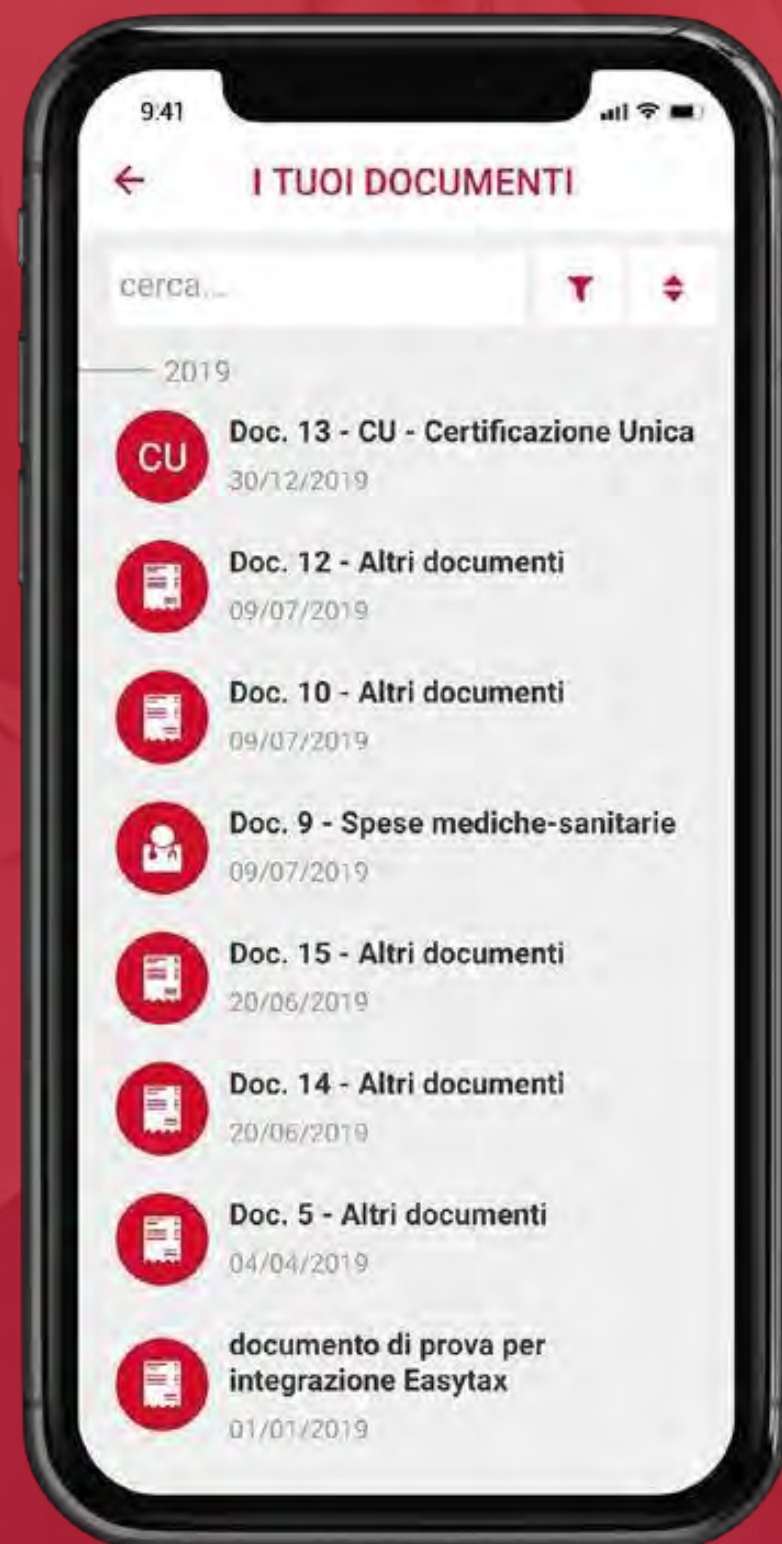 9:41
I TUOI DOCUMENTI
cerca...
2019
CU
Doc. 13 - CU - Certificazione Unica
30/12/2019
Doc. 12 - Altri documenti
09/07/2019
Doc. 10 - Altri documenti
09/07/2019
Doc. 9 - Spese mediche-sanitarie
09/07/2019
Doc. 15 - Altri documenti
20/06/2019
Doc. 14 - Altri documenti
20/06/2019
Doc. 5 - Altri documenti
04/04/2019
documento di prova per
integrazione Easytax
01/01/2019